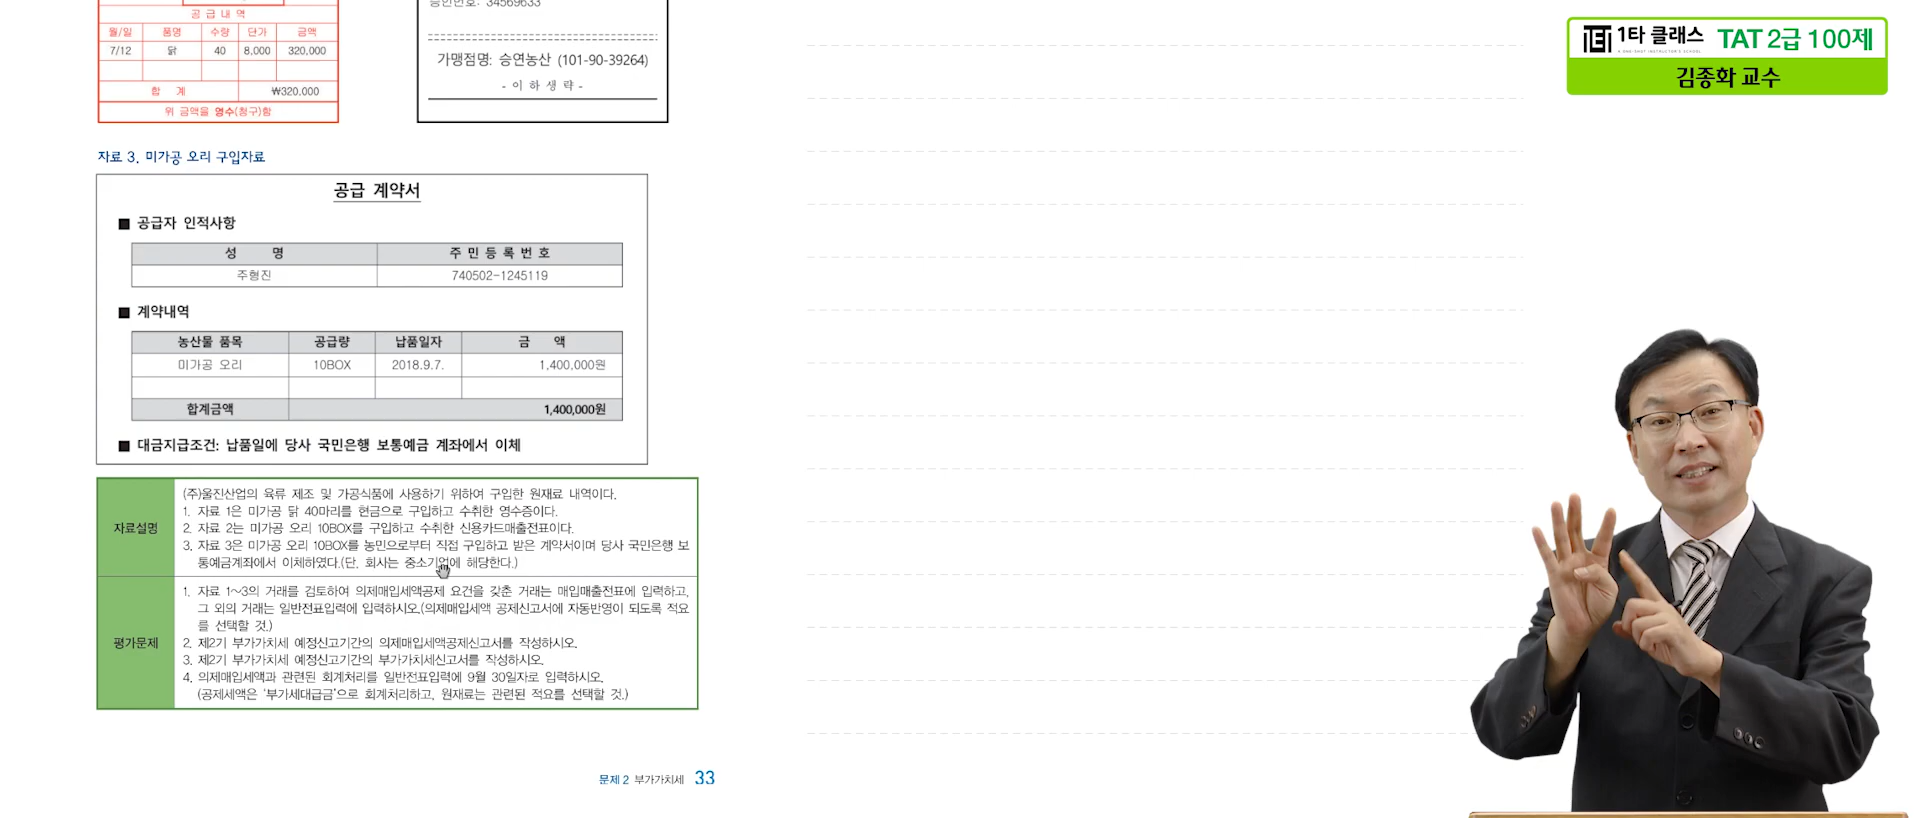 공 급 내 역
월/일 품명 수량 단가 금액
7/12 닭 40 8,000 320,000
합 계 ₩320,000
위 금액을 영수(청구)함
승인번호: 34569633
가맹점명: 승연농산 (101-90-39264)
- 이 하 생 략 -
자료 3. 미가공 오리 구입자료
공급 계약서
■ 공급자 인적사항
성 명 주 민 등 록 번 호
주형진 740502-1245119
■ 계약내역
농산물 품목 공급량 납품일자 금 액
미가공 오리 10BOX 2018.9.7. 1,400,000원
합계금액 1,400,000원
■ 대금지급조건: 납품일에 당사 국민은행 보통예금 계좌에서 이체
자료설명
(주)울진산업의 육류 제조 및 가공식품에 사용하기 위하여 구입한 원재료 내역이다.
1. 자료 1은 미가공 닭 40마리를 현금으로 구입하고 수취한 영수증이다.
2. 자료 2는 미가공 오리 10BOX를 구입하고 수취한 신용카드매출전표이다.
3. 자료 3은 미가공 오리 10BOX를 농민으로부터 직접 구입하고 받은 계약서이며 당사 국민은행 보
통예금계좌에서 이체하였다.(단, 회사는 중소기업에 해당한다.)
평가문제
1. 자료 1~3의 거래를 검토하여 의제매입세액공제 요건을 갖춘 거래는 매입매출전표에 입력하고,
그 외의 거래는 일반전표입력에 입력하시오.(의제매입세액 공제신고서에 자동반영이 되도록 적요
를 선택할 것.)
2. 제2기 부가가치세 예정신고기간의 의제매입세액공제신고서를 작성하시오.
3. 제2기 부가가치세 예정신고기간의 부가가치세신고서를 작성하시오.
4. 의제매입세액과 관련된 회계처리를 일반전표입력에 9월 30일자로 입력하시오.
(공제세액은 '부가세대급금'으로 회계처리하고, 원재료는 관련된 적요를 선택할 것.)
문제 2 부가가치세 33
1타 클래스 TAT 2급 100제
김종화 교수